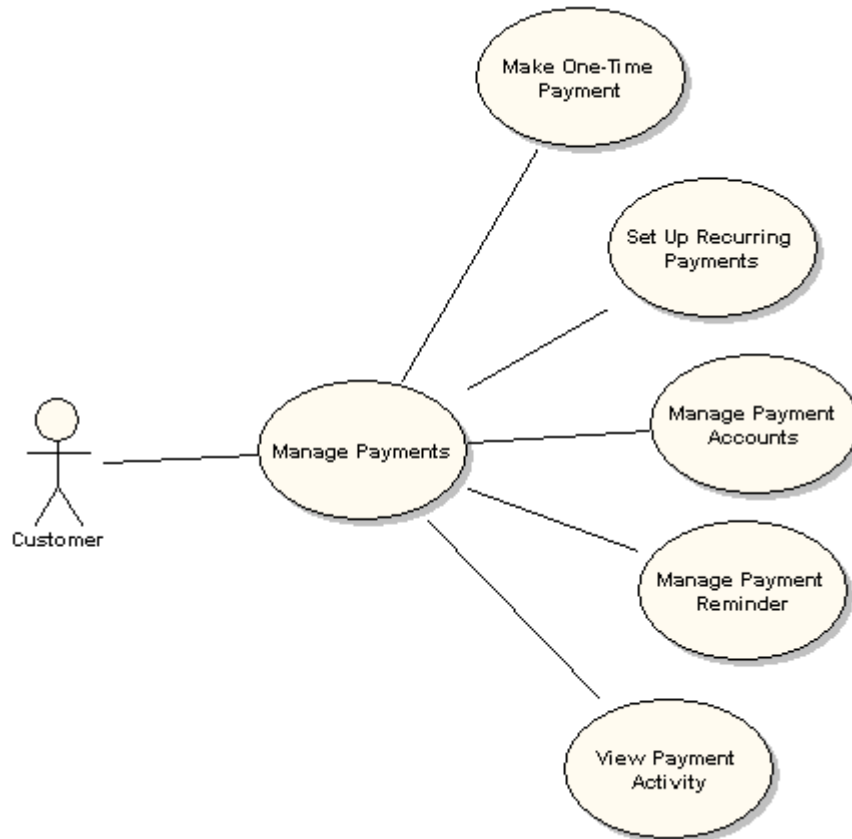 Make One-Time
Payment
Set Up Recurring
Payments
Manage Payment
Accounts
Manage Payments
Customer
Manage Payment
Reminder
View Payment
Activity